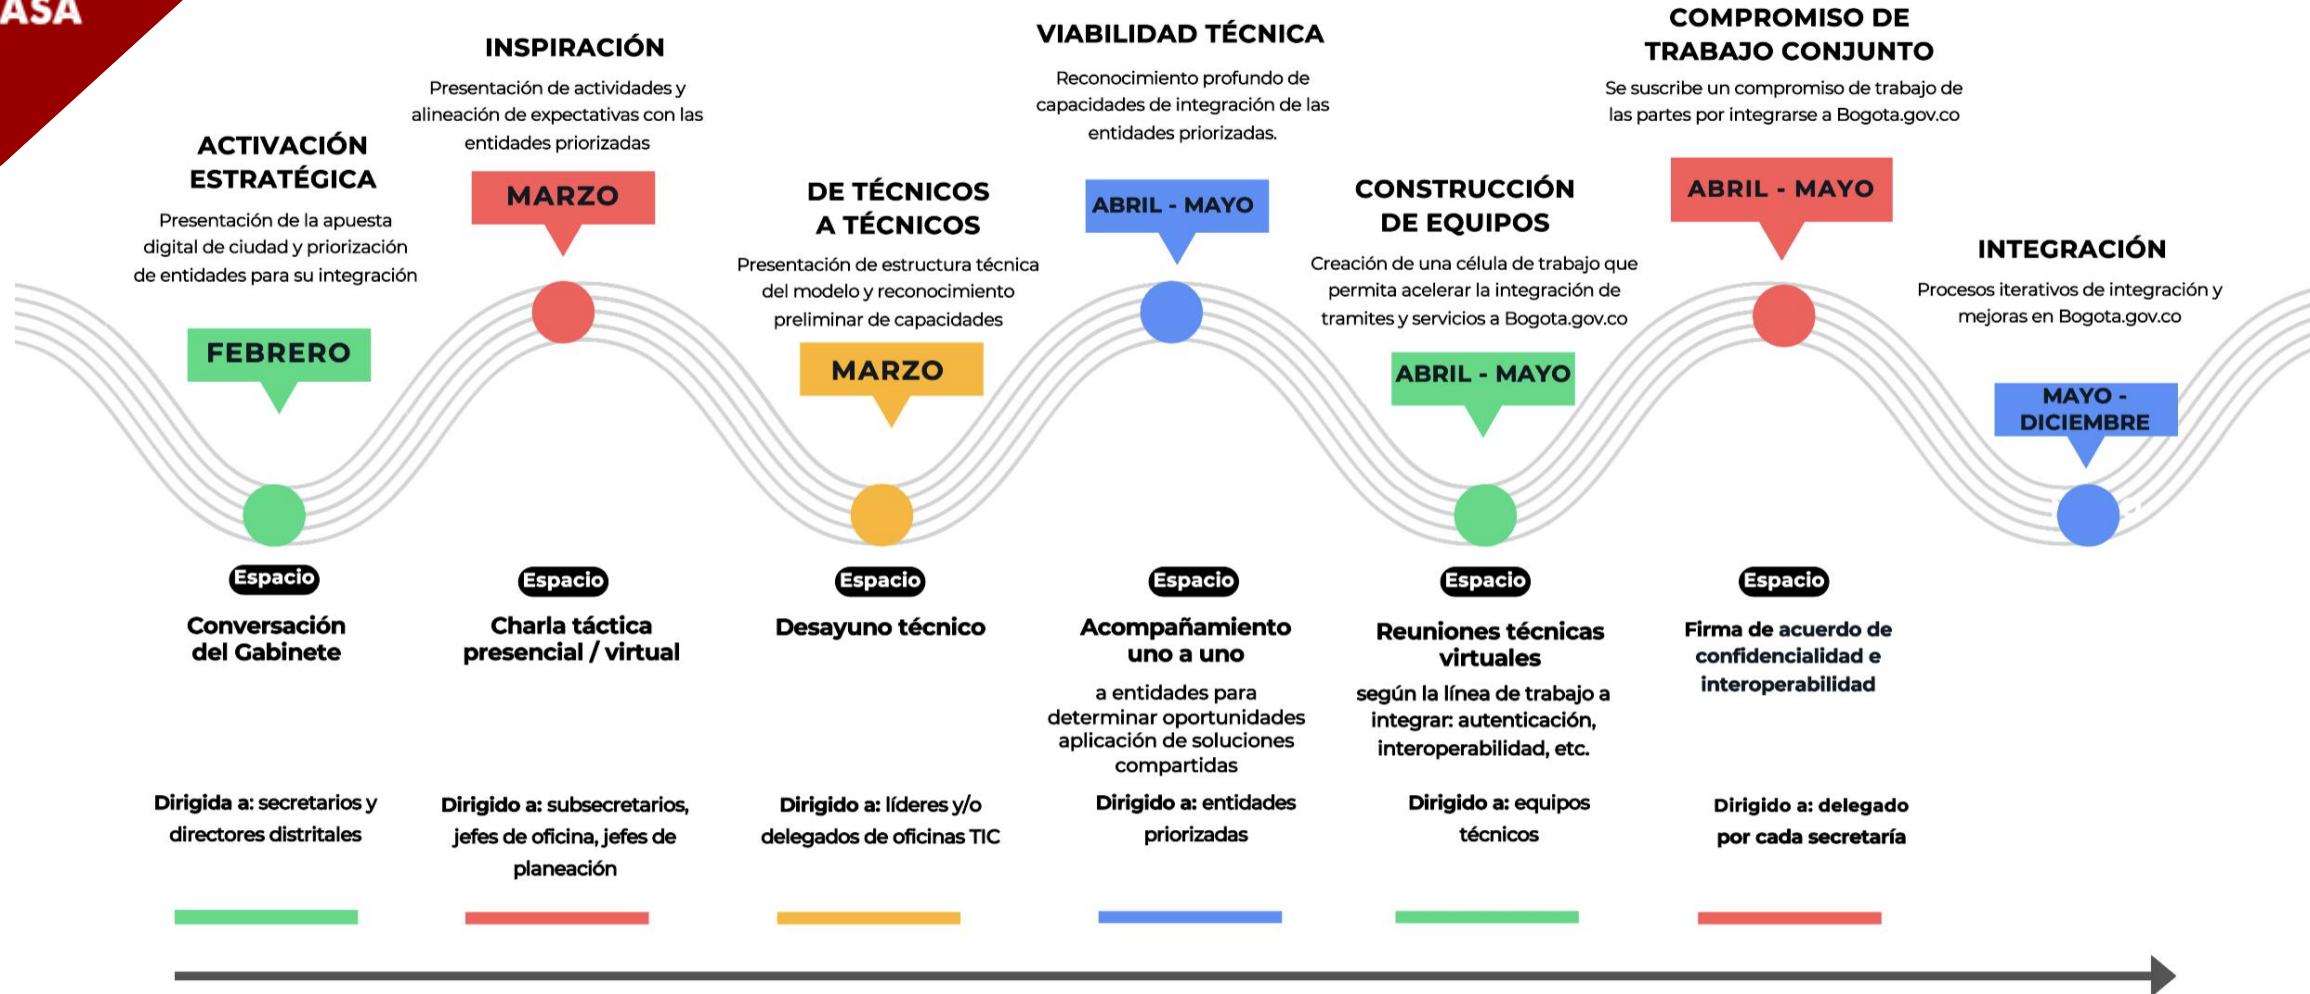 ASA
ACTIVACIÓN
ESTRATÉGICA
Presentación de la apuesta
digital de ciudad y priorización
de entidades para su integración
FEBRERO
Espacio
Conversación
del Gabinete
Dirigida a: secretarios y
directores distritales
INSPIRACIÓN
Presentación de actividades y
alineación de expectativas con las
entidades priorizadas
MARZO
Espacio
Charla táctica
presencial / virtual
Dirigido a: subsecretarios,
jefes de oficina, jefes de
planeación
DE TÉCNICOS
A TÉCNICOS
Presentación de estructura técnica
del modelo y reconocimiento
preliminar de capacidades
MARZO
Espacio
Desayuno técnico
Dirigido a: líderes y/o
delegados de oficinas TIC
VIABILIDAD TÉCNICA
Reconocimiento profundo de
capacidades de integración de las
entidades priorizadas.
ABRIL - MAYO
Espacio
Acompañamiento
uno a uno
a entidades para
determinar oportunidades
aplicación de soluciones
compartidas
Dirigido a: entidades
priorizadas
CONSTRUCCIÓN
DE EQUIPOS
Creación de una célula de trabajo que
permita acelerar la integración de
tramites y servicios a Bogota.gov.co
ABRIL - MAYO
Espacio
Reuniones técnicas
virtuales
según la línea de trabajo a
integrar: autenticación,
interoperabilidad, etc.
Dirigido a: equipos
técnicos
COMPROMISO DE
TRABAJO CONJUNTO
Se suscribe un compromiso de trabajo de
las partes por integrarse a Bogota.gov.co
ABRIL - MAYO
Espacio
Firma de acuerdo de
confidencialidad e
interoperabilidad
Dirigido a: delegado
por cada secretaría
INTEGRACIÓN
Procesos iterativos de integración y
mejoras en Bogota.gov.co
MAYO -
DICIEMBRE